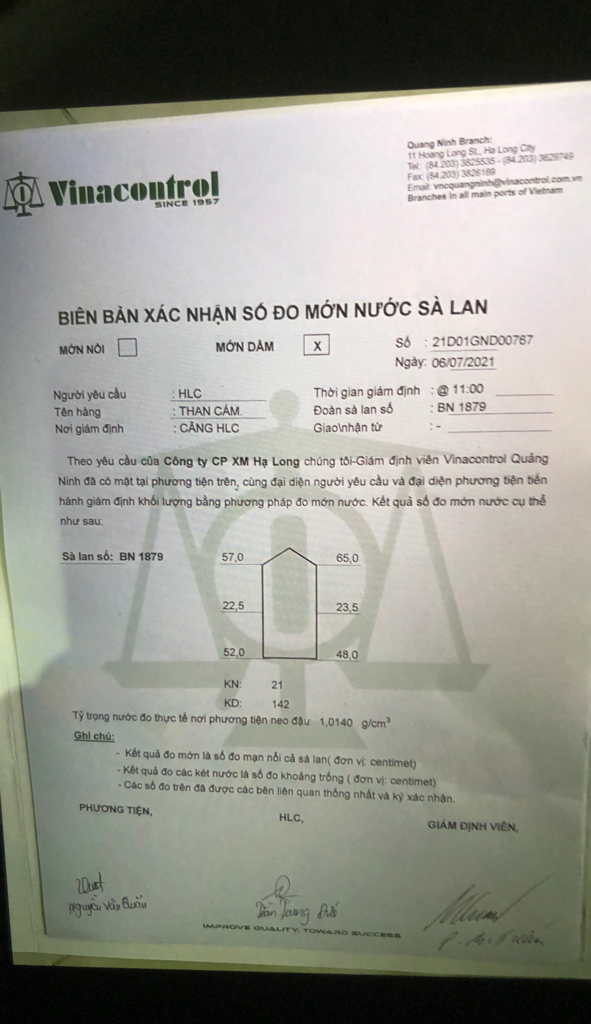 Quang Ninh Branch:
11 Hoang Long St., Ha Long City
Tel: (84.203) 3825535 - (84.203) 3829749
Fax: (84.203) 3826169
Email: vncquangninh@vinacontrol.com.vn
Branches in all main ports of Vietnam
Vinacontrol
SINCE 1957
BIÊN BẢN XÁC NHẬN SỐ ĐO MỚN NƯỚC SÀ LAN
MỚN NỔI MỚN DẰM X Số : 21D01GND00767
Ngày: 06/07/2021
Người yêu cầu : HLC Thời gian giám định : @ 11:00
Tên hàng : THAN CÁM. Đoàn sà lan số : BN 1879
Nơi giám định : CẢNG HLC Giao\nhận từ : -
Theo yêu cầu của Công ty CP XM Hạ Long chúng tôi-Giám định viên Vinacontrol Quảng
Ninh đã có mặt tại phương tiện trên, cùng đại diện người yêu cầu và đại diện phương tiện tiến
hành giám định khối lượng bằng phương pháp đo mớn nước. Kết quả số đo mớn nước cụ thể
như sau:
Sà lan số: BN 1879 57,0 65,0
22,5 23,5
52,0 48,0
KN: 21
KD: 142
Tỷ trọng nước đo thực tế nơi phương tiện neo đậu: 1,0140 g/cm³
Ghi chú:
- Kết quả đo mớn là số đo mạn nổi cả sà lan( đơn vị: centimet)
- Kết quả đo các két nước là số đo khoảng trống ( đơn vị: centimet)
- Các số đo trên đã được các bên liên quan thống nhất và ký xác nhận.
PHƯƠNG TIỆN, HLC, GIÁM ĐỊNH VIÊN,
Nguyễn Văn
IMPROVE QUALITY, TOWARD SUCCESS